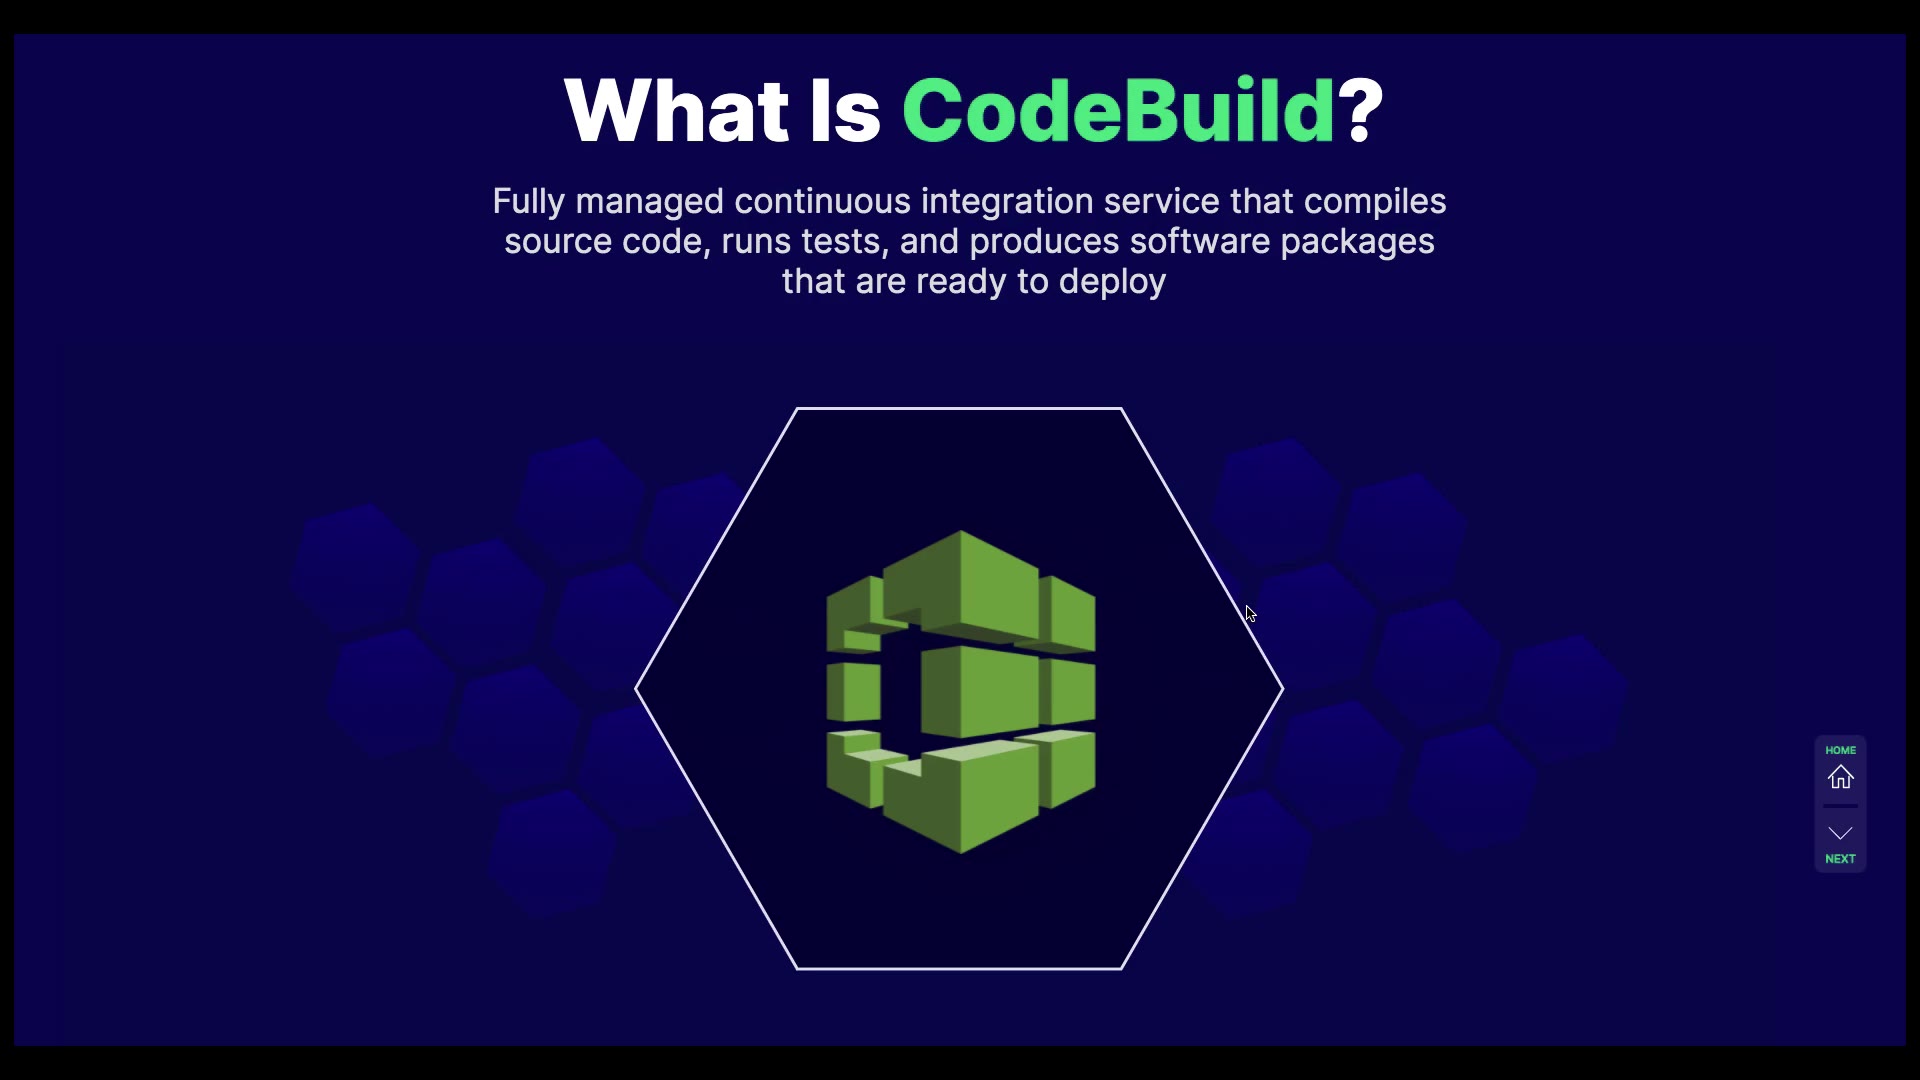 What Is CodeBuild?
Fully managed continuous integration service that compiles
source code, runs tests, and produces software packages
that are ready to deploy
HOME
NEXT